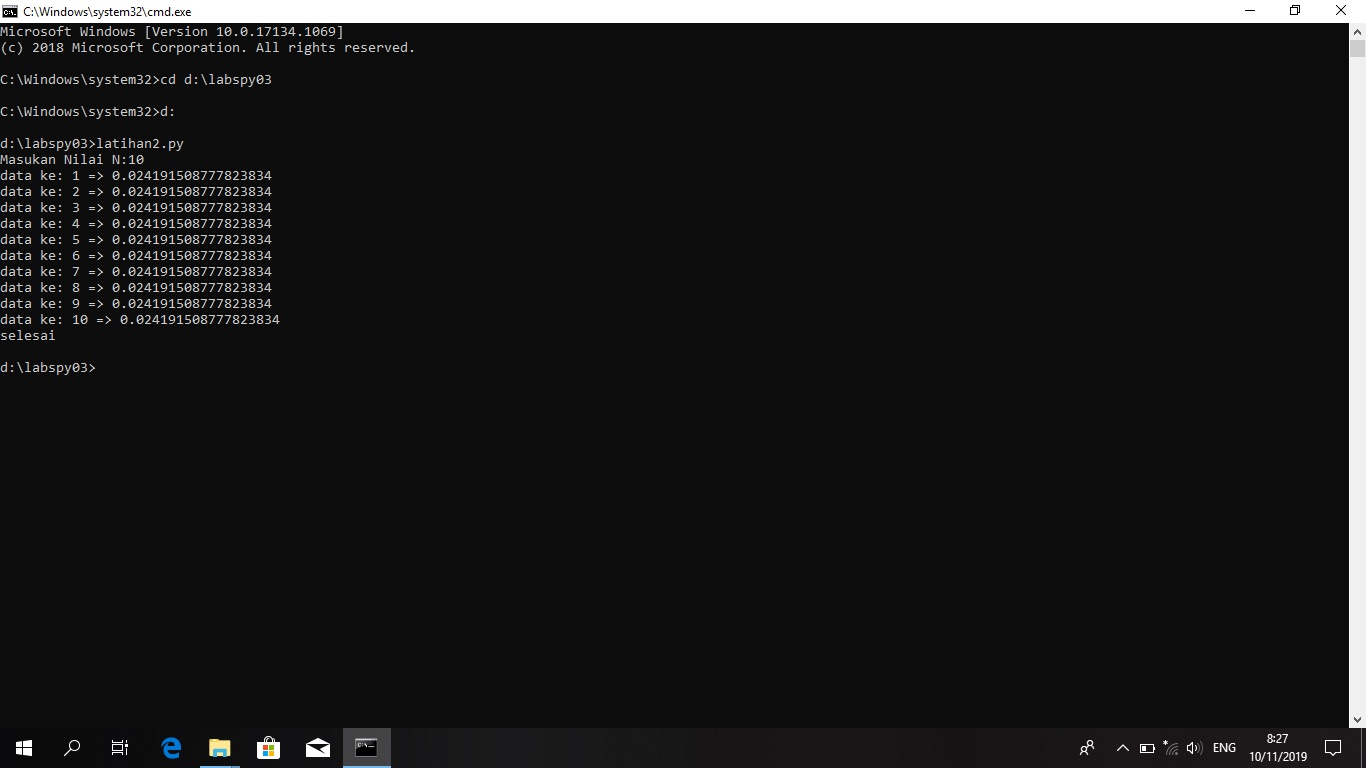 C:\Windows\system32\cmd.exe
Microsoft Windows [Version 10.0.17134.1069]
(c) 2018 Microsoft Corporation. All rights reserved.
C:\Windows\system32>cd d:\labspy03
C:\Windows\system32>d:
d:\labspy03>latihan2.py
Masukan Nilai N:10
data ke: 1 => 0.024191508777823834
data ke: 2 => 0.024191508777823834
data ke: 3 => 0.024191508777823834
data ke: 4 => 0.024191508777823834
data ke: 5 => 0.024191508777823834
data ke: 6 => 0.024191508777823834
data ke: 7 => 0.024191508777823834
data ke: 8 => 0.024191508777823834
data ke: 9 => 0.024191508777823834
data ke: 10 => 0.024191508777823834
selesai
d:\labspy03>
ENG
8:27
10/11/2019